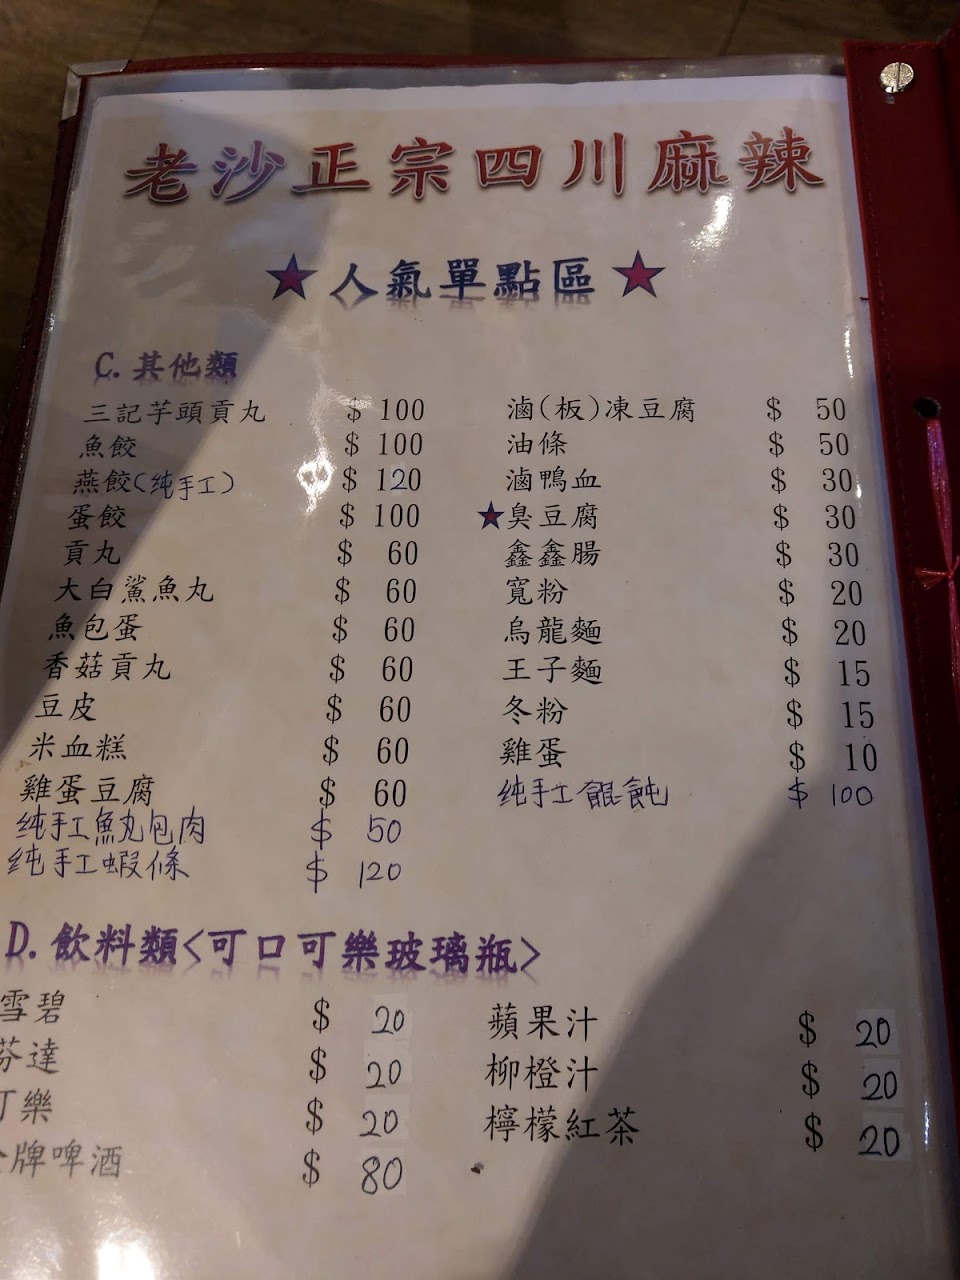 老沙正宗四川麻辣
★人氣單點區★
C. 其他類
三記芋頭貢丸 $ 100
魚餃 $ 100
燕餃(纯手工) $ 120
蛋餃 $ 100
貢丸 $ 60
大白鯊魚丸 $ 60
魚包蛋 $ 60
香菇貢丸 $ 60
豆皮 $ 60
米血糕 $ 60
雞蛋豆腐 $ 60
纯手工魚丸包肉 $ 50
纯手工蝦條 $ 120
滷(板)凍豆腐 $ 50
油條 $ 50
滷鴨血 $ 30
★臭豆腐 $ 30
鑫鑫腸 $ 30
寬粉 $ 20
烏龍麵 $ 20
王子麵 $ 15
冬粉 $ 15
雞蛋 $ 10
纯手工餛飩 $ 100
D. 飲料類<可口可樂玻璃瓶>
雪碧 $ 20
芬達 $ 20
可樂 $ 20
牌啤酒 $ 80
蘋果汁 $ 20
柳橙汁 $ 20
檸檬紅茶 $ 20